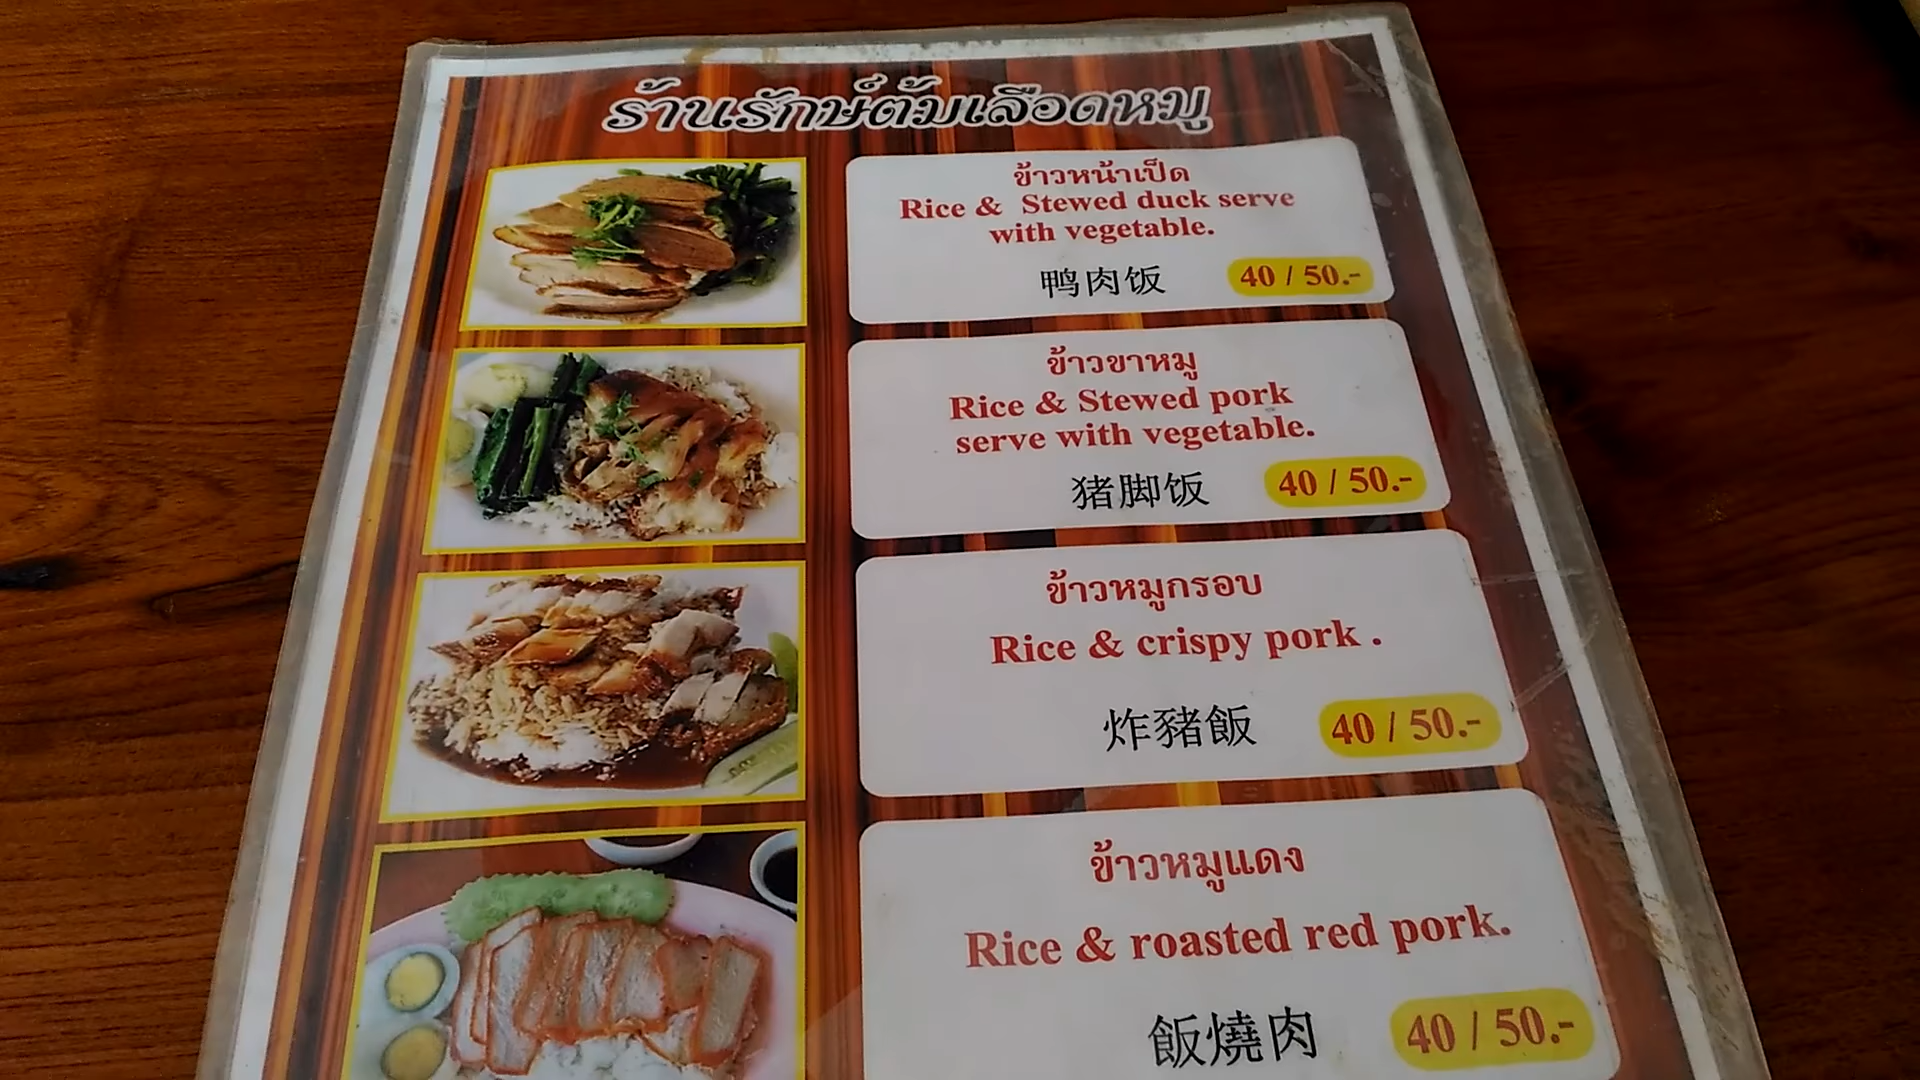 ร้านรักษ์ต้มเลือดหมู
ข้าวหน้าเป็ด
Rice & Stewed duck serve
with vegetable.
鸭肉饭 40 / 50.-
ข้าวขาหมู
Rice & Stewed pork
serve with vegetable.
猪脚饭 40 / 50.-
ข้าวหมูกรอบ
Rice & crispy pork .
炸豬飯 40 / 50.-
ข้าวหมูแดง
Rice & roasted red pork.
飯燒肉 40 / 50.-